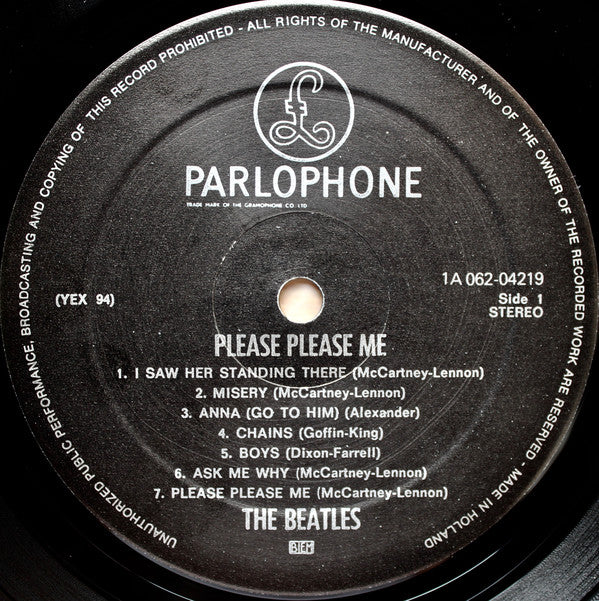 UNAUTHORIZED PUBLIC PERFORMANCE, BROADCASTING AND COPYING OF THIS RECORD PROHIBITED - ALL RIGHTS OF THE MANUFACTURER AND OF THE OWNER OF THE RECORDED WORK ARE RESERVED - MADE IN HOLLAND
£
PARLOPHONE
TRADE MARK OF THE GRAMOPHONE CO. LTD
1A 062-04219
(YEX 94)
Side 1
STEREO
PLEASE PLEASE ME
1. I SAW HER STANDING THERE (McCartney-Lennon)
2. MISERY (McCartney-Lennon)
3. ANNA (GO TO HIM) (Alexander)
4. CHAINS (Goffin-King)
5. BOYS (Dixon-Farrell)
6. ASK ME WHY (McCartney-Lennon)
7. PLEASE PLEASE ME (McCartney-Lennon)
THE BEATLES
BIEM